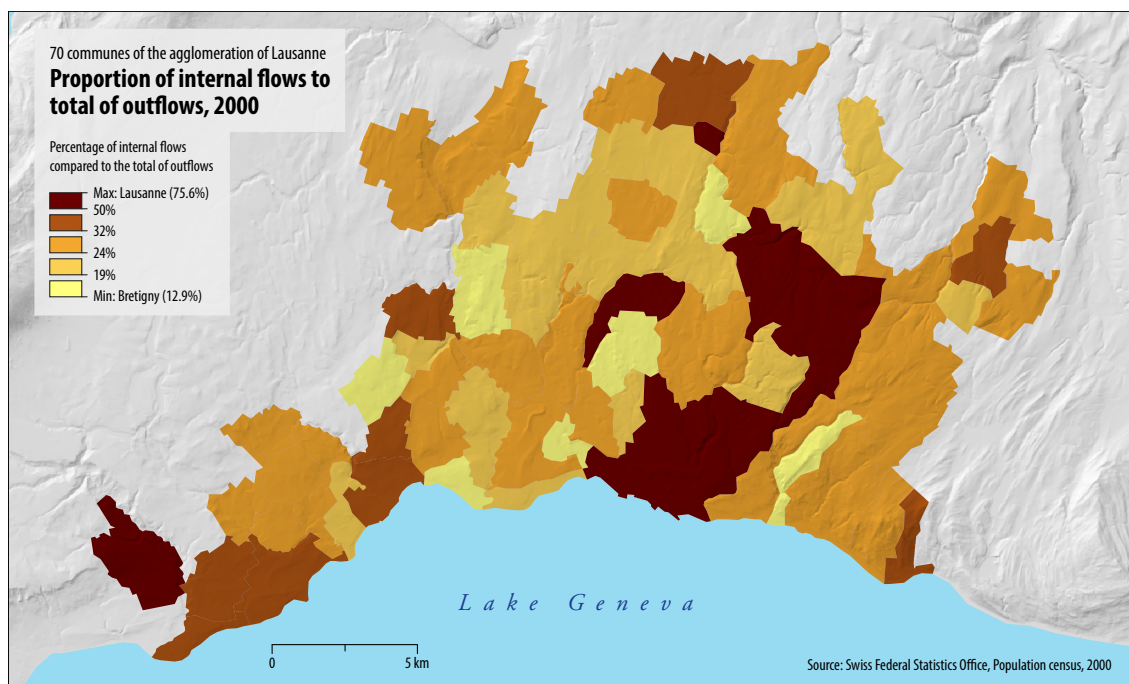 70 communes of the agglomeration of Lausanne
Proportion of internal flows to
total of outflows, 2000
Percentage of internal flows
compared to the total of outflows
Max: Lausanne (75.6%)
50%
32%
24%
19%
Min: Bretigny (12.9%)
Lake Geneva
0 5 km
Source: Swiss Federal Statistics Office, Population census, 2000